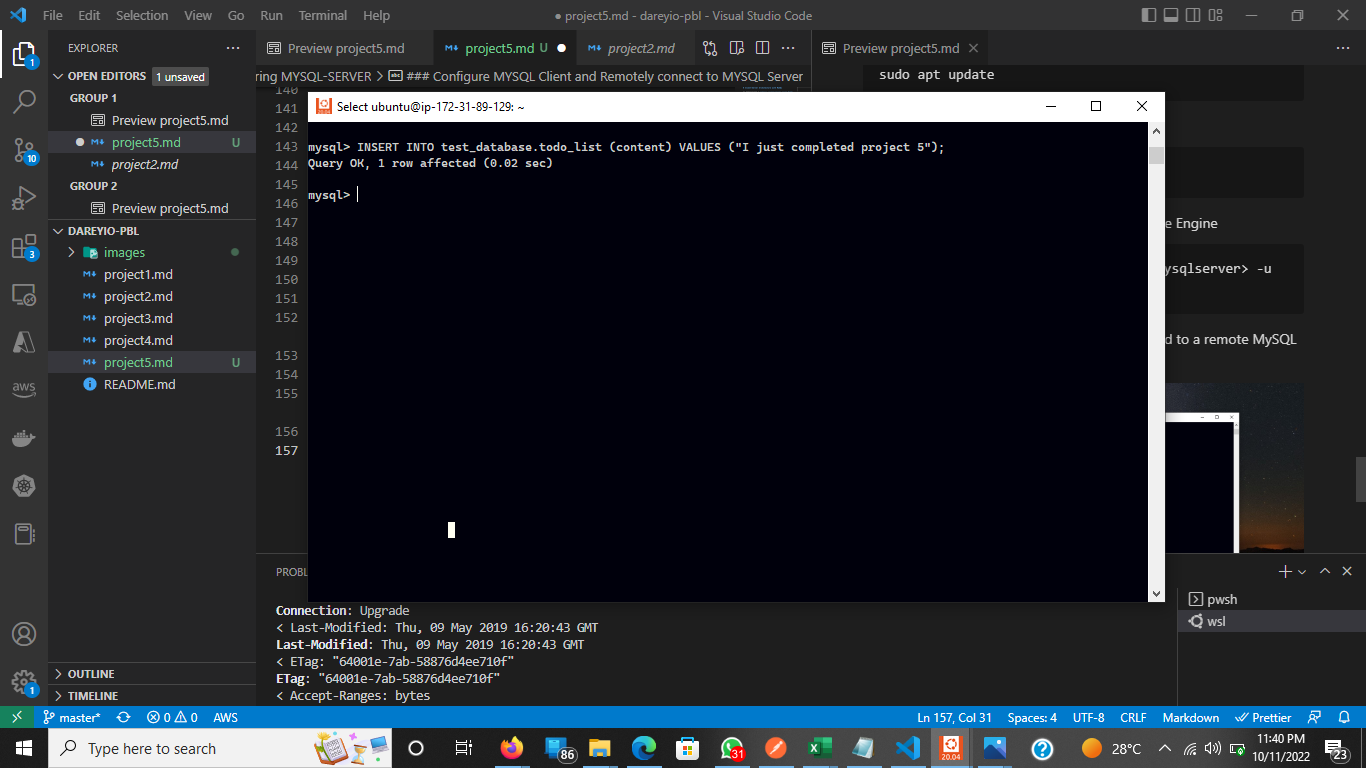 File Edit Selection View Go Run Terminal Help
● project5.md - dareyio-pbl - Visual Studio Code
EXPLORER
OPEN EDITORS 1 unsaved
GROUP 1
Preview project5.md
project5.md U
project2.md
GROUP 2
Preview project5.md
DAREYIO-PBL
images
project1.md
project2.md
project3.md
project4.md
project5.md U
README.md
OUTLINE
TIMELINE
Preview project5.md
project5.md U
project2.md
Preview project5.md
ring MYSQL-SERVER > abc ### Configure MYSQL Client and Remotely connect to MYSQL Server
140
141
142
143
144
145
146
147
148
149
150
151
152
153
154
155
156
157
Select ubuntu@ip-172-31-89-129: ~
mysql> INSERT INTO test_database.todo_list (content) VALUES ("I just completed project 5");
Query OK, 1 row affected (0.02 sec)
mysql>
sudo apt update
e Engine
ysqlserver> -u
d to a remote MySQL
PROBL
Connection: Upgrade
< Last-Modified: Thu, 09 May 2019 16:20:43 GMT
Last-Modified: Thu, 09 May 2019 16:20:43 GMT
< ETag: "64001e-7ab-58876d4ee710f"
ETag: "64001e-7ab-58876d4ee710f"
< Accept-Ranges: bytes
pwsh
wsl
1
10
3
aws
1
master* 0 0 AWS
Ln 157, Col 31 Spaces: 4 UTF-8 CRLF Markdown Prettier
Type here to search
86
31
20.04
28°C
11:40 PM
10/11/2022
23